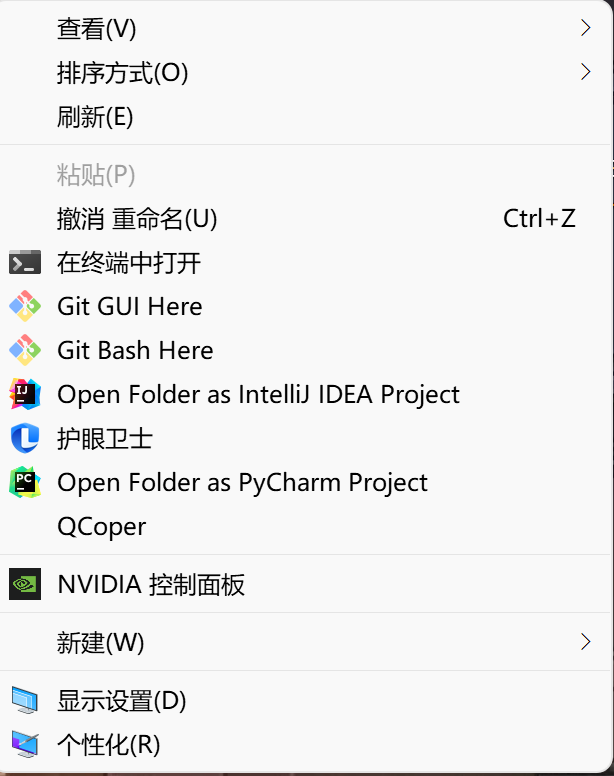 查看(V)
排序方式(O)
刷新(E)
粘贴(P)
撤消 重命名(U) Ctrl+Z
在终端中打开
Git GUI Here
Git Bash Here
IJ Open Folder as IntelliJ IDEA Project
护眼卫士
PC Open Folder as PyCharm Project
QCoper
NVIDIA 控制面板
新建(W)
显示设置(D)
个性化(R)